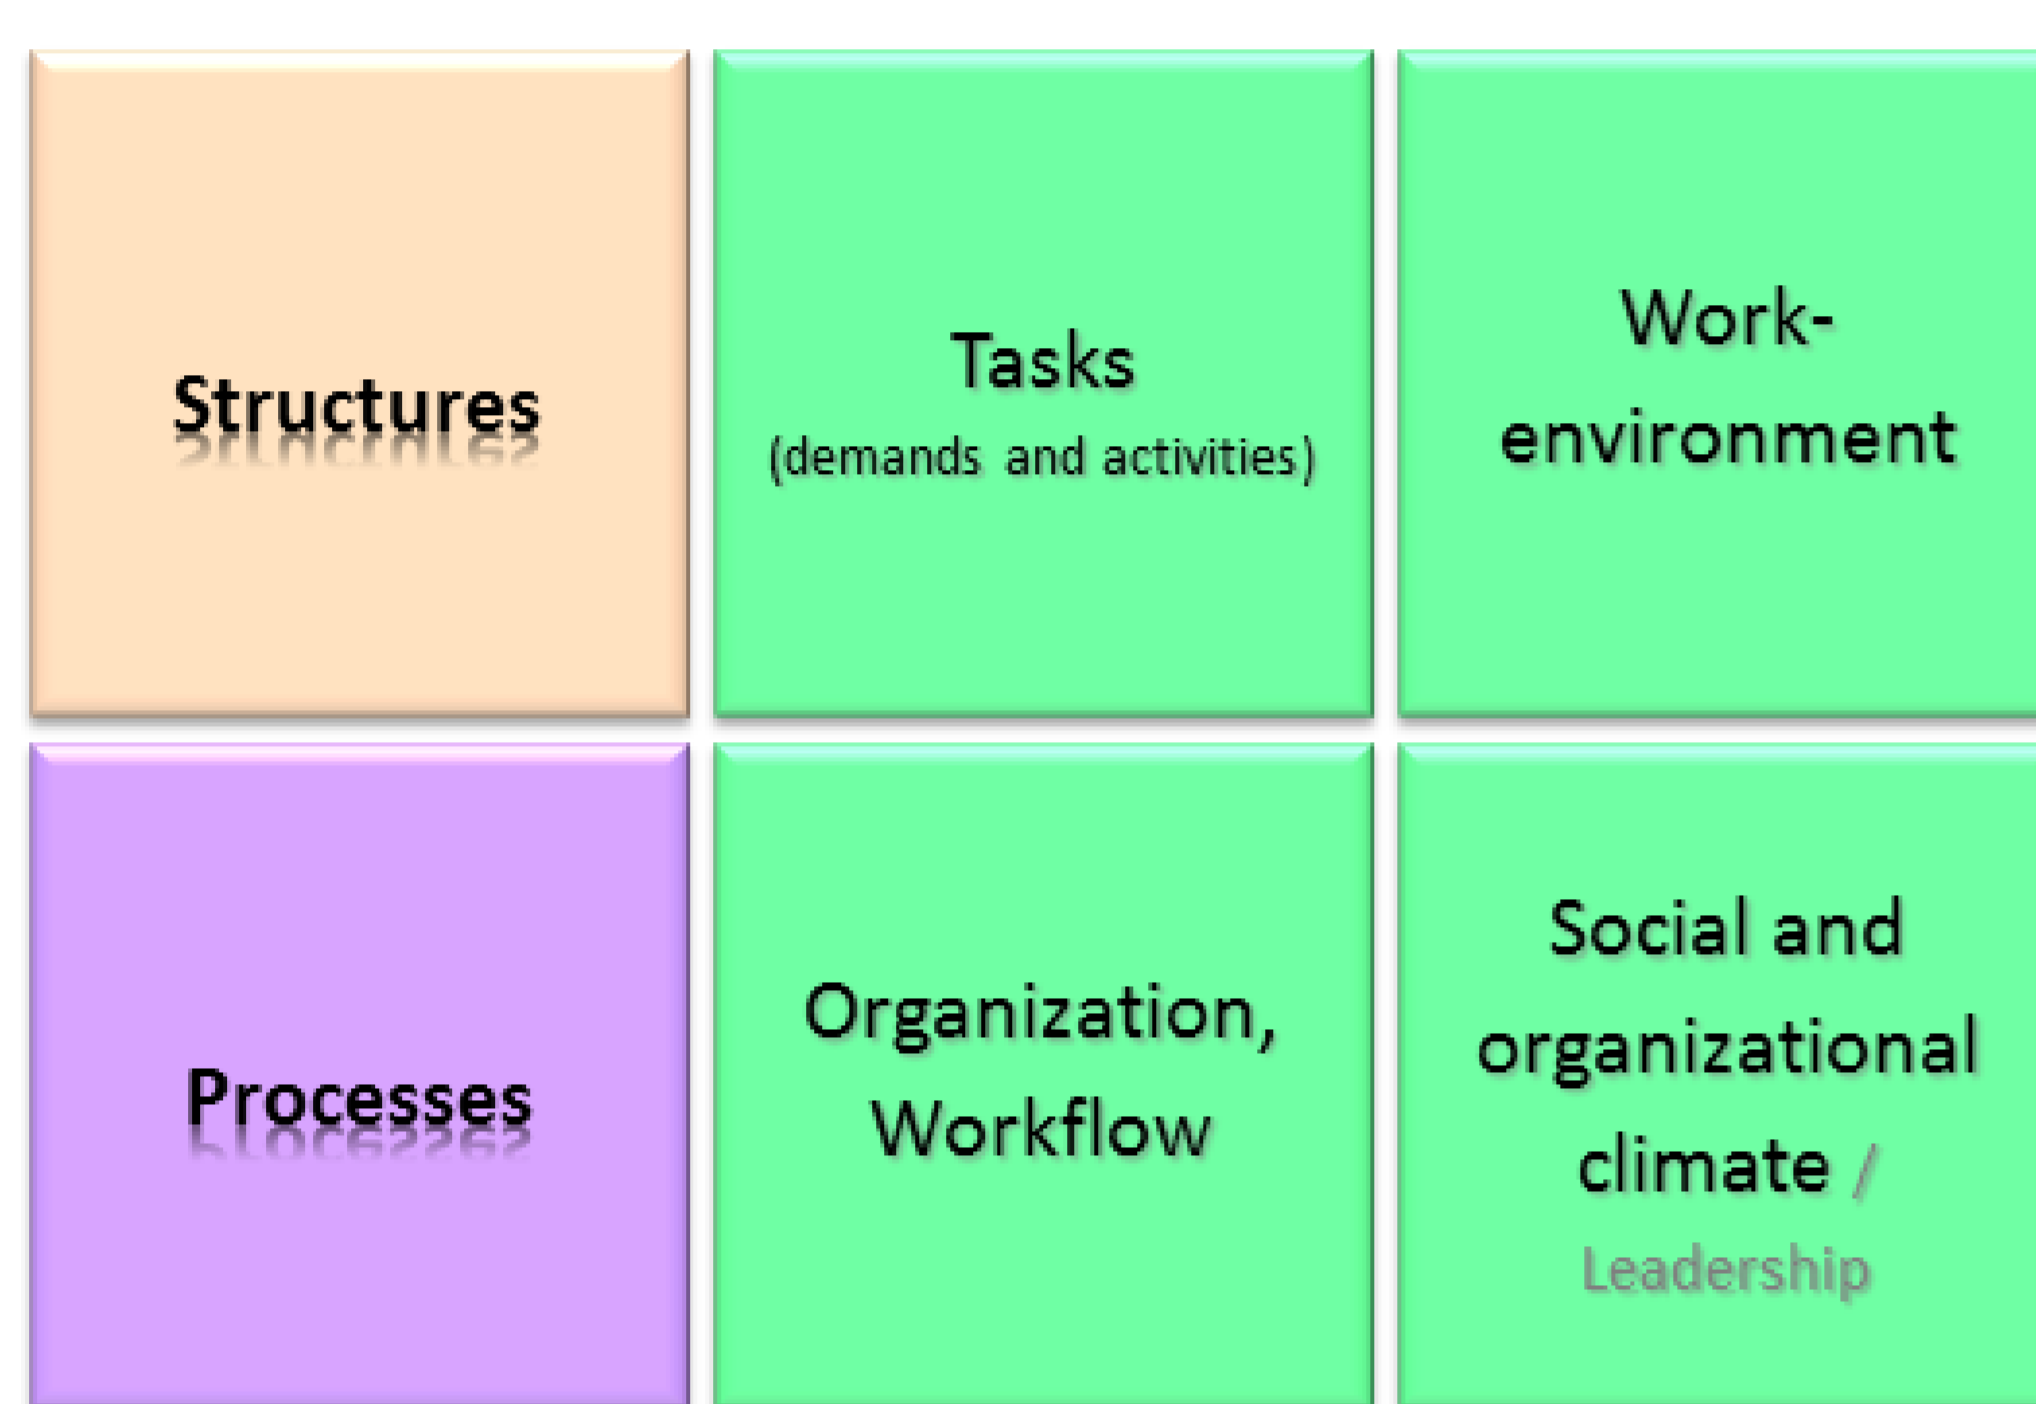 Structures
Tasks
(demands and activities)
Work-
environment
Processes
Organization,
Workflow
Social and
organizational
climate /
Leadership